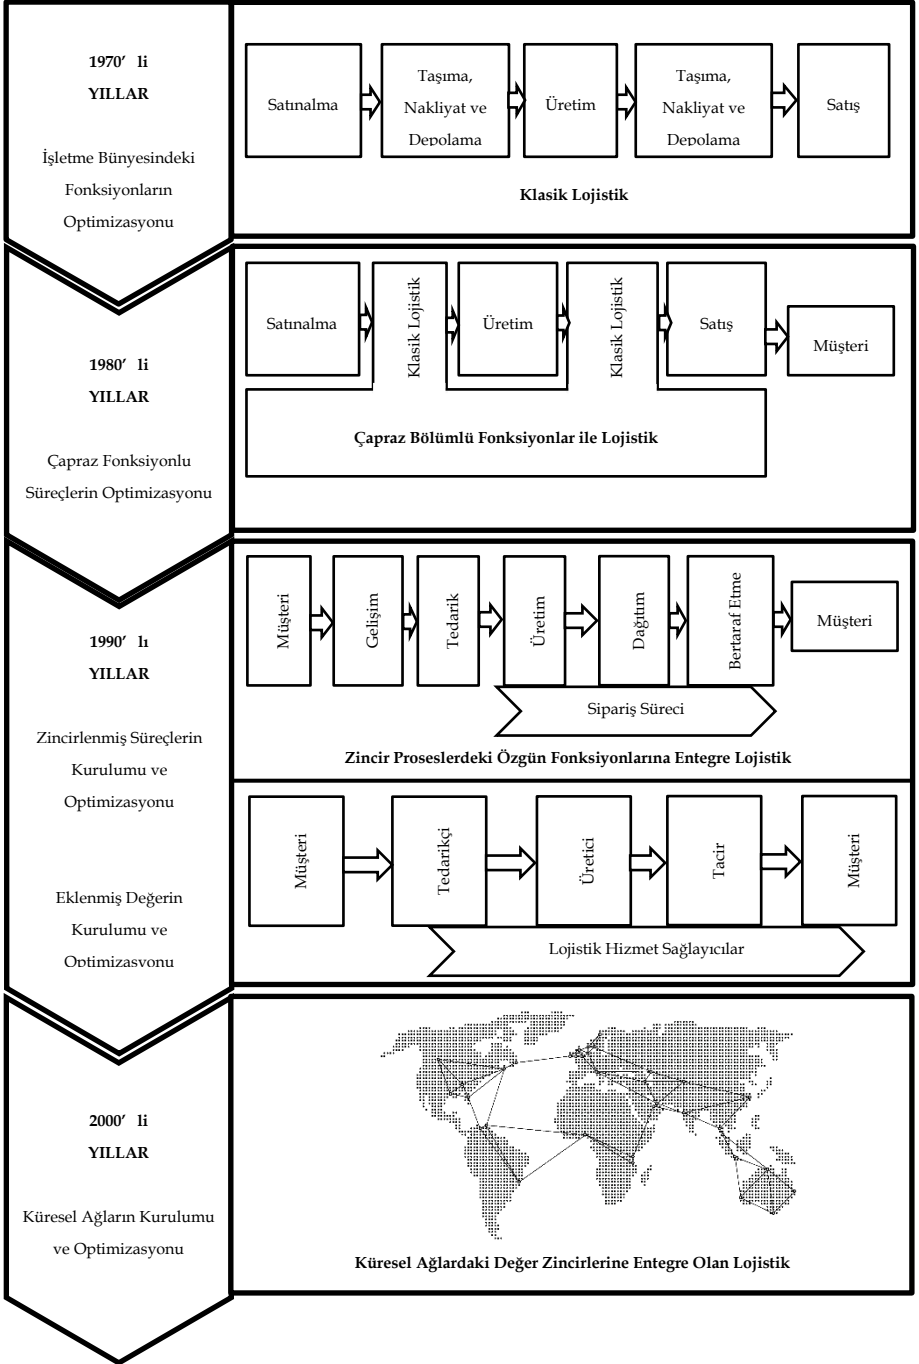 1970’ li
YILLAR
İşletme Bünyesindeki
Fonksiyonların
Optimizasyonu
Satınalma
Taşıma,
Nakliyat ve
Depolama
Üretim
Taşıma,
Nakliyat ve
Depolama
Satış
Klasik Lojistik
1980’ li
YILLAR
Çapraz Fonksiyonlu
Süreçlerin Optimizasyonu
Satınalma
Klasik Lojistik
Üretim
Klasik Lojistik
Satış
Müşteri
Çapraz Bölümlü Fonksiyonlar ile Lojistik
1990’ lı
YILLAR
Zincirlenmiş Süreçlerin
Kurulumu ve
Optimizasyonu
Müşteri
Gelişim
Tedarik
Üretim
Dağıtım
Bertaraf Etme
Müşteri
Sipariş Süreci
Zincir Proseslerdeki Özgün Fonksiyonlarına Entegre Lojistik
Eklenmiş Değerin
Kurulumu ve
Optimizasyonu
Müşteri
Tedarikçi
Üretici
Tacir
Müşteri
Lojistik Hizmet Sağlayıcılar
2000’ li
YILLAR
Küresel Ağların Kurulumu
ve Optimizasyonu
Küresel Ağlardaki Değer Zincirlerine Entegre Olan Lojistik